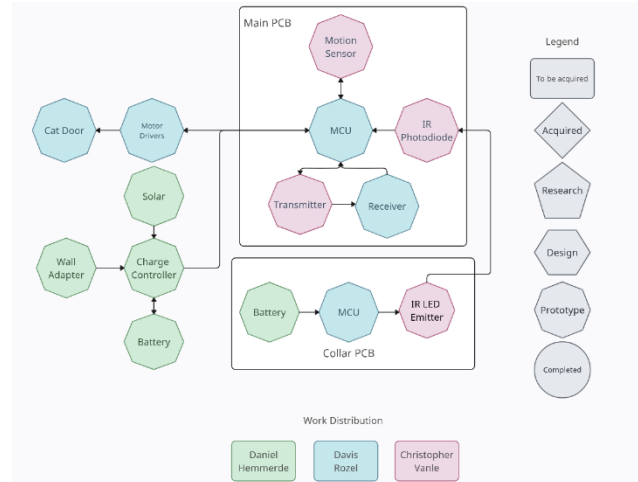 Main PCB
Motion
Sensor
Legend
To be acquired
Cat Door
Motor
Drivers
MCU
IR
Photodiode
Acquired
Solar
Transmitter
Receiver
Research
Wall
Adapter
Charge
Controller
Design
Battery
Battery
MCU
IR LED
Emitter
Prototype
Collar PCB
Completed
Work Distribution
Daniel
Hemmerde
Davis
Rozel
Christopher
Vanle